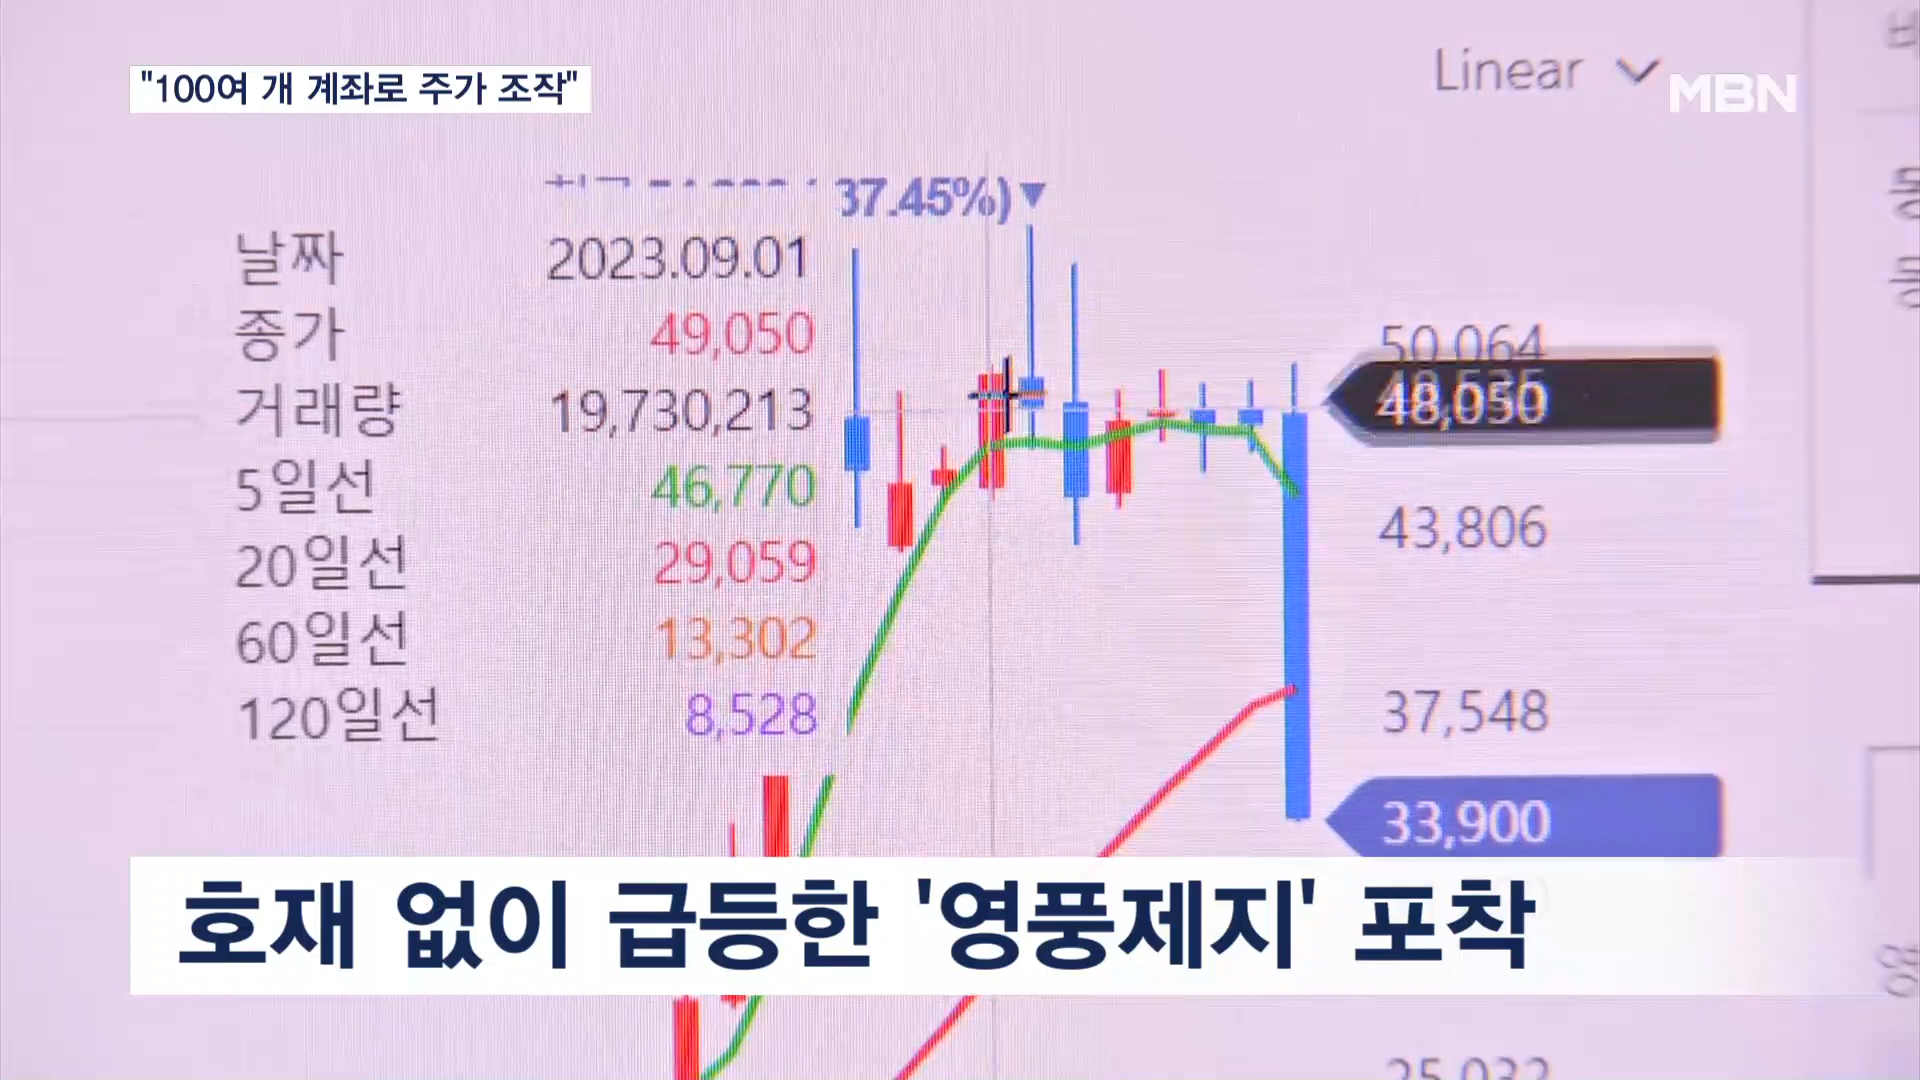 "100여 개 계좌로 주가 조작"
Linear
MBN
37.45%)▼
날짜 2023.09.01
종가 49,050
거래량 19,730,213
5일선 46,770
20일선 29,059
60일선 13,302
120일선 8,528
50,064
48,050
43,806
37,548
33,900
호재 없이 급등한 '영풍제지' 포착
25,032